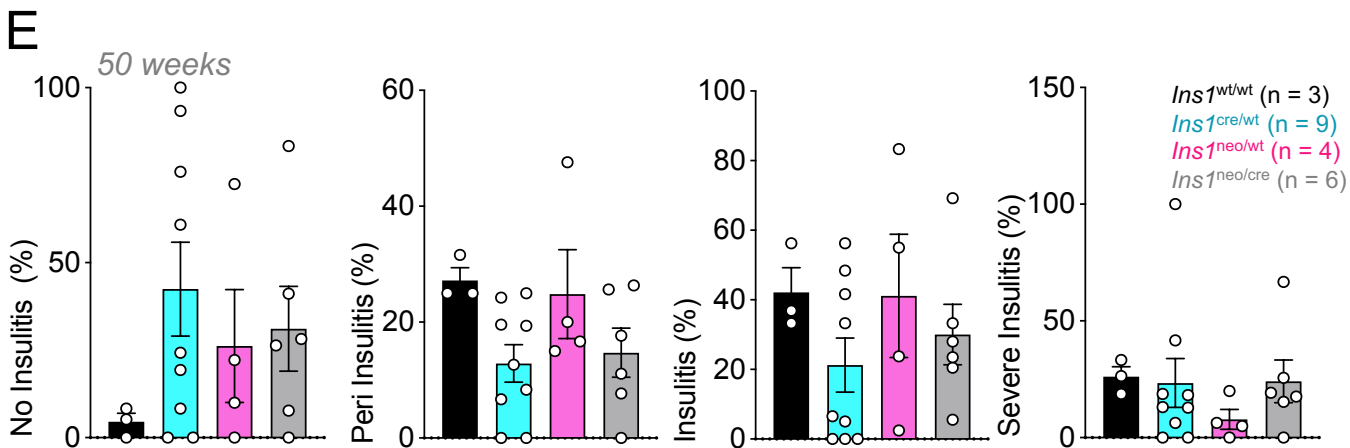 E
50 weeks
No Insulitis (%)
100
50
0
Peri Insulitis (%)
60
40
20
0
Insulitis (%)
100
80
60
40
20
0
Severe Insulitis (%)
150
100
50
0
Ins1wt/wt (n = 3)
Ins1cre/wt (n = 9)
Ins1neo/wt (n = 4)
Ins1neo/cre (n = 6)